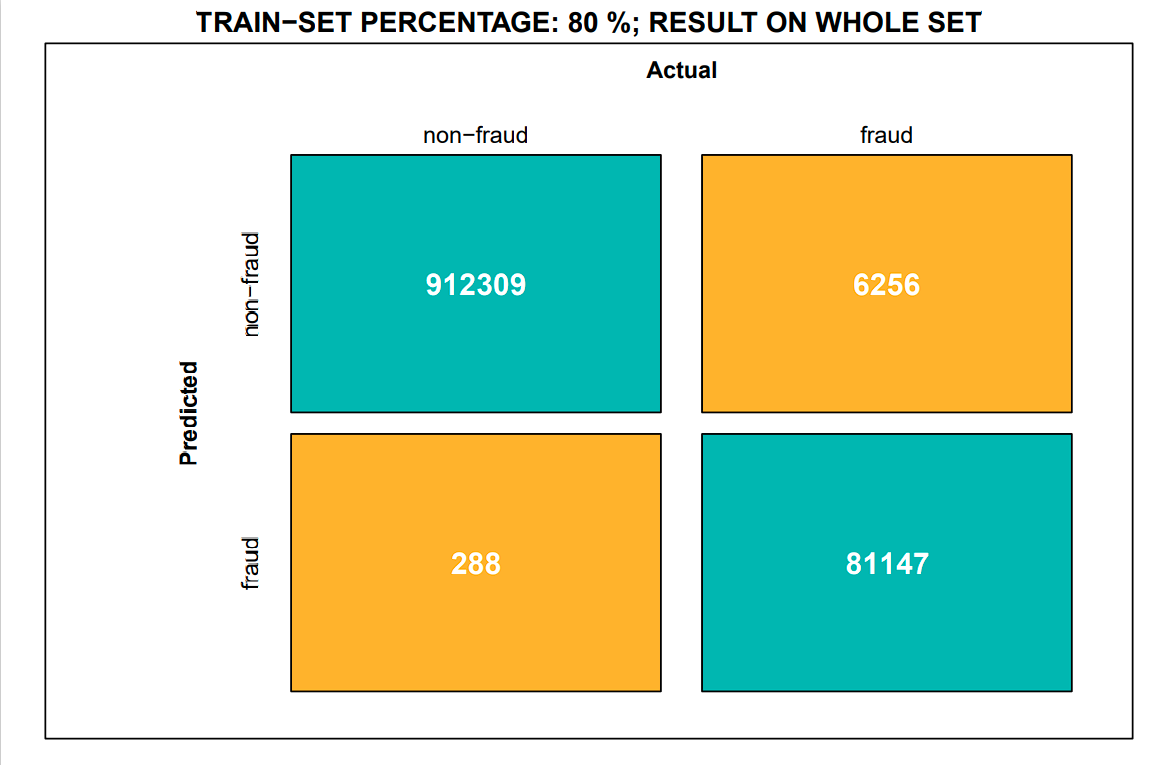 TRAIN−SET PERCENTAGE: 80 %; RESULT ON WHOLE SET
Actual
non−fraud fraud
Predicted
non−fraud
912309 6256
fraud
288 81147